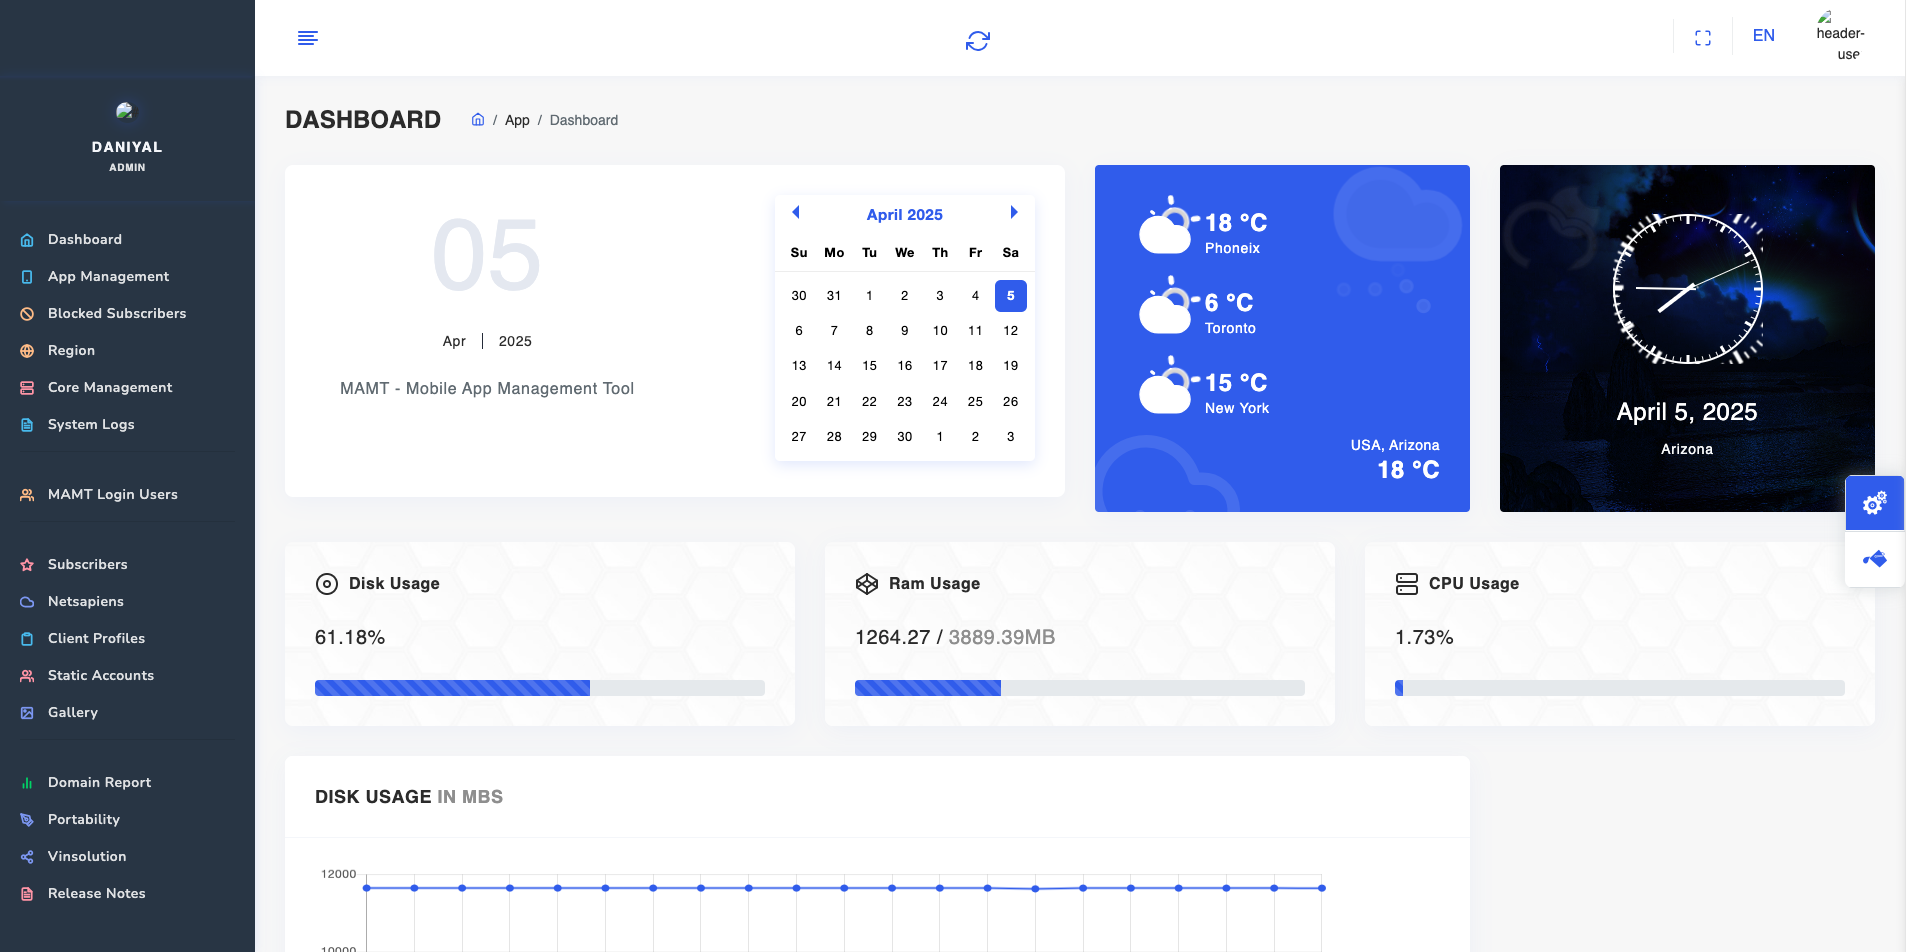 EN
header-
use
DANIYAL
ADMIN
Dashboard
App Management
Blocked Subscribers
Region
Core Management
System Logs
MAMT Login Users
Subscribers
Netsapiens
Client Profiles
Static Accounts
Gallery
Domain Report
Portability
Vinsolution
Release Notes
DASHBOARD
/ App / Dashboard
05
Apr | 2025
MAMT - Mobile App Management Tool
April 2025
Su Mo Tu We Th Fr Sa
30 31 1 2 3 4 5
6 7 8 9 10 11 12
13 14 15 16 17 18 19
20 21 22 23 24 25 26
27 28 29 30 1 2 3
18 °C
Phoneix
6 °C
Toronto
15 °C
New York
USA, Arizona
18 °C
April 5, 2025
Arizona
Disk Usage
61.18%
Ram Usage
1264.27 / 3889.39MB
CPU Usage
1.73%
DISK USAGE IN MBS
12000
10000